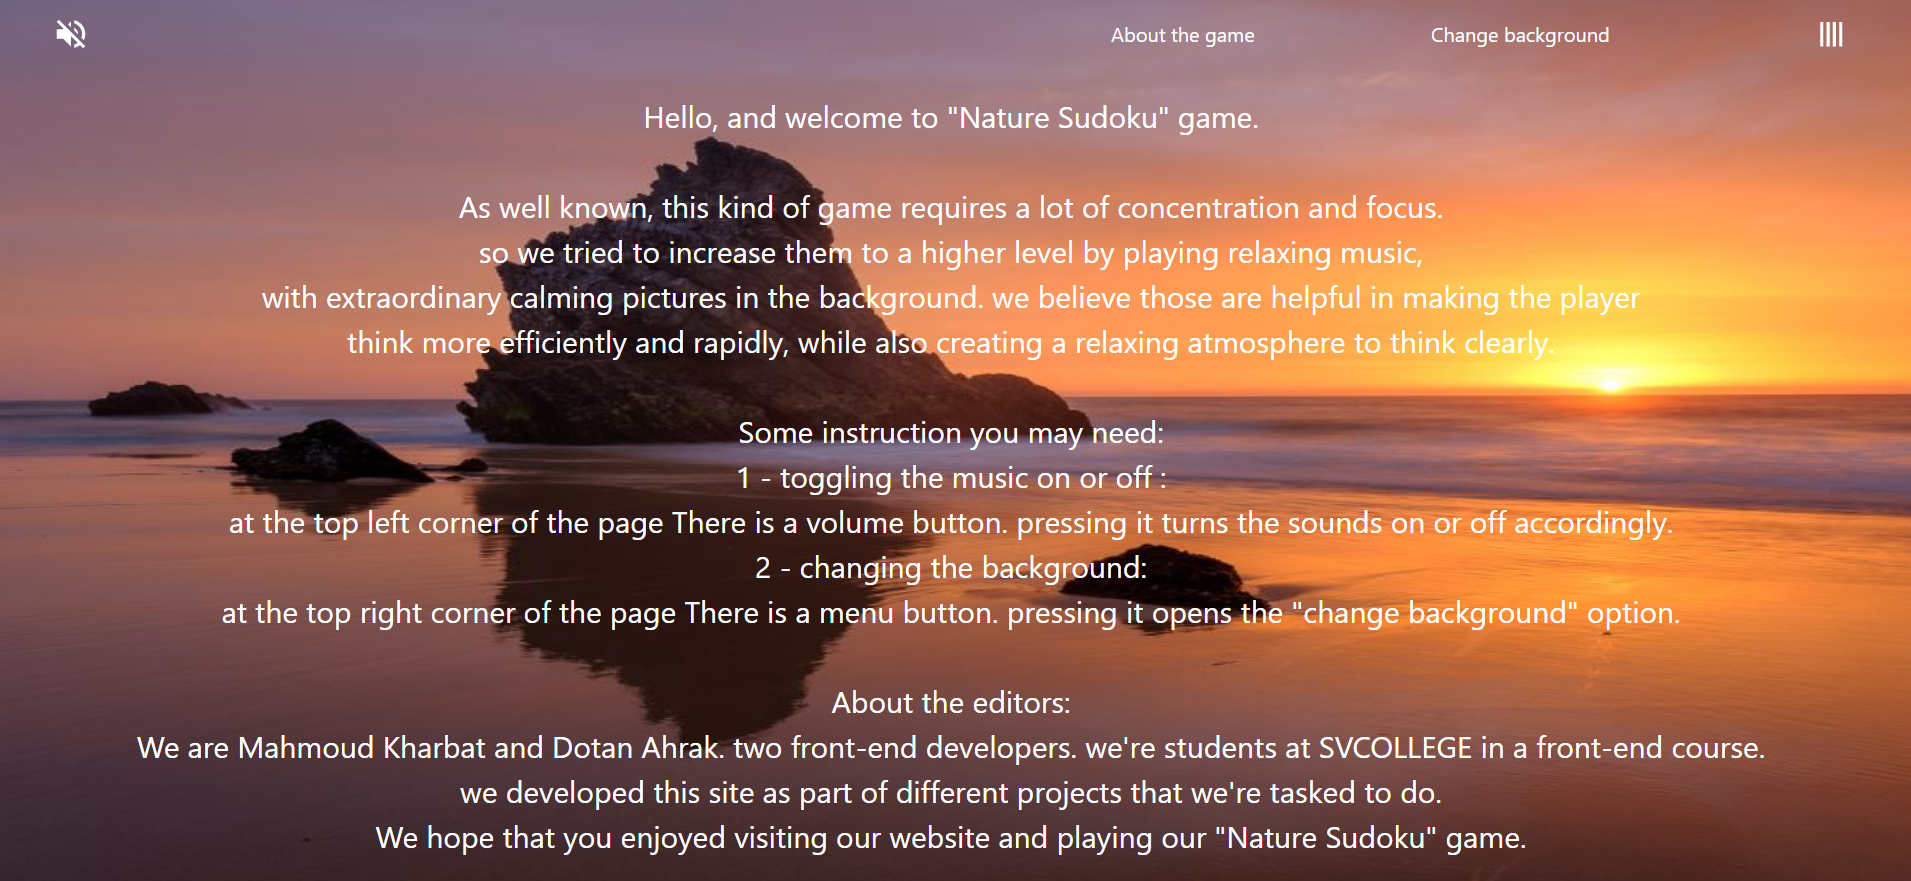 About the game
Change background
Hello, and welcome to "Nature Sudoku" game.
As well known, this kind of game requires a lot of concentration and focus.
so we tried to increase them to a higher level by playing relaxing music,
with extraordinary calming pictures in the background. we believe those are helpful in making the player
think more efficiently and rapidly, while also creating a relaxing atmosphere to think clearly.
Some instruction you may need:
1 - toggling the music on or off :
at the top left corner of the page There is a volume button. pressing it turns the sounds on or off accordingly.
2 - changing the background:
at the top right corner of the page There is a menu button. pressing it opens the "change background" option.
About the editors:
We are Mahmoud Kharbat and Dotan Ahrak. two front-end developers. we're students at SVCOLLEGE in a front-end course.
we developed this site as part of different projects that we're tasked to do.
We hope that you enjoyed visiting our website and playing our "Nature Sudoku" game.